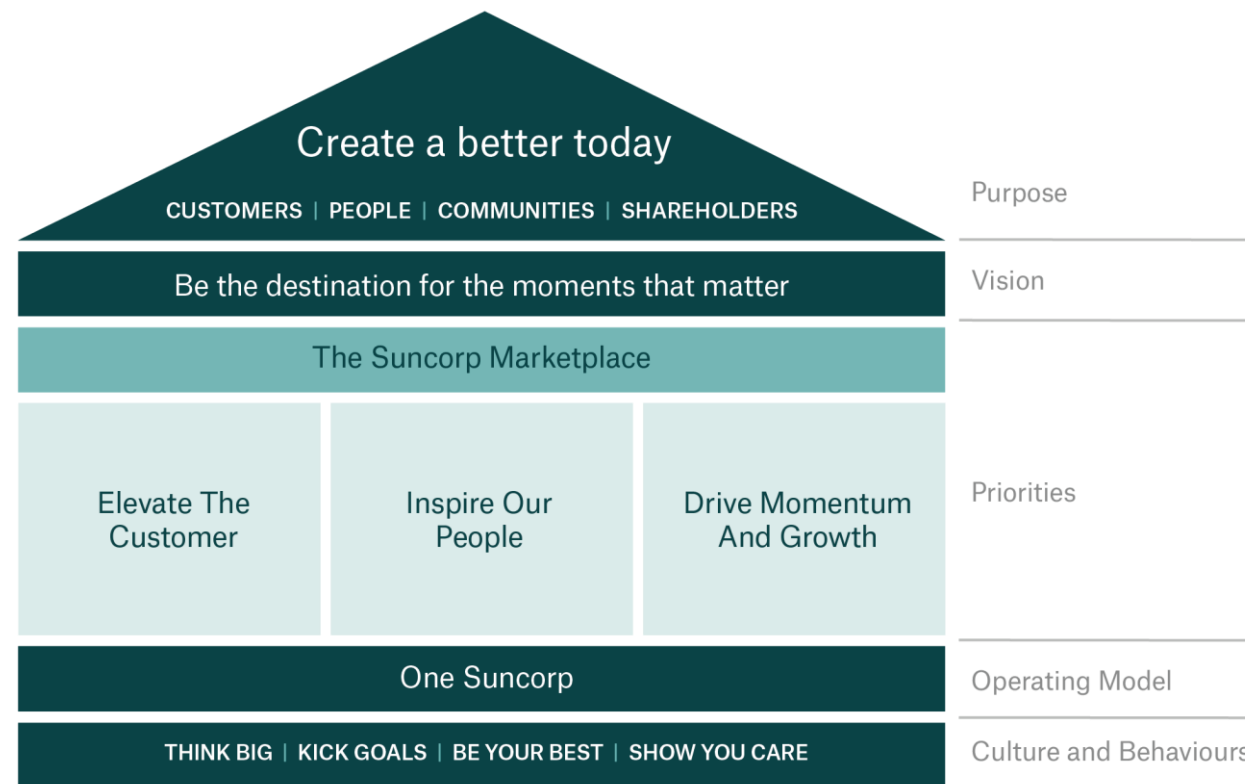 Create a better today
CUSTOMERS | PEOPLE | COMMUNITIES | SHAREHOLDERS
Purpose
Be the destination for the moments that matter
Vision
The Suncorp Marketplace
Elevate The
Customer
Inspire Our
People
Drive Momentum
And Growth
Priorities
One Suncorp
Operating Model
THINK BIG | KICK GOALS | BE YOUR BEST | SHOW YOU CARE
Culture and Behaviours